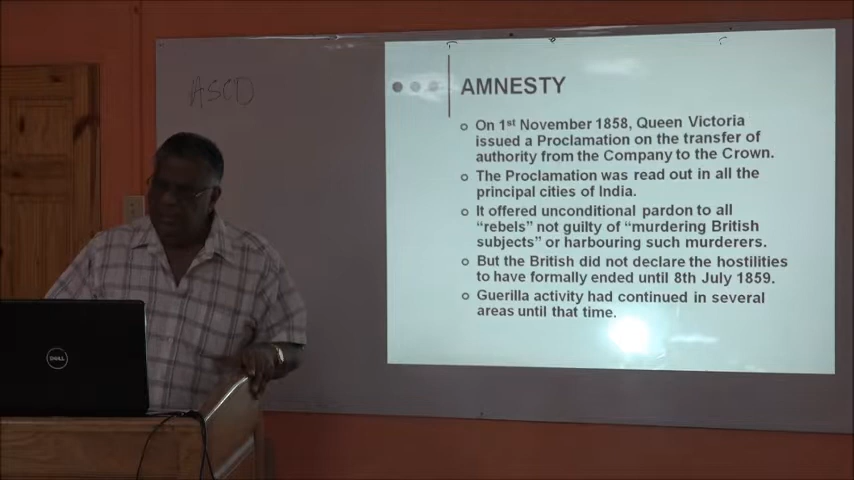 ASCD
AMNESTY
On 1st November 1858, Queen Victoria
issued a Proclamation on the transfer of
authority from the Company to the Crown.
The Proclamation was read out in all the
principal cities of India.
It offered unconditional pardon to all
"rebels" not guilty of "murdering British
subjects" or harbouring such murderers.
But the British did not declare the hostilities
to have formally ended until 8th July 1859.
Guerilla activity had continued in several
areas until that time.
DELL